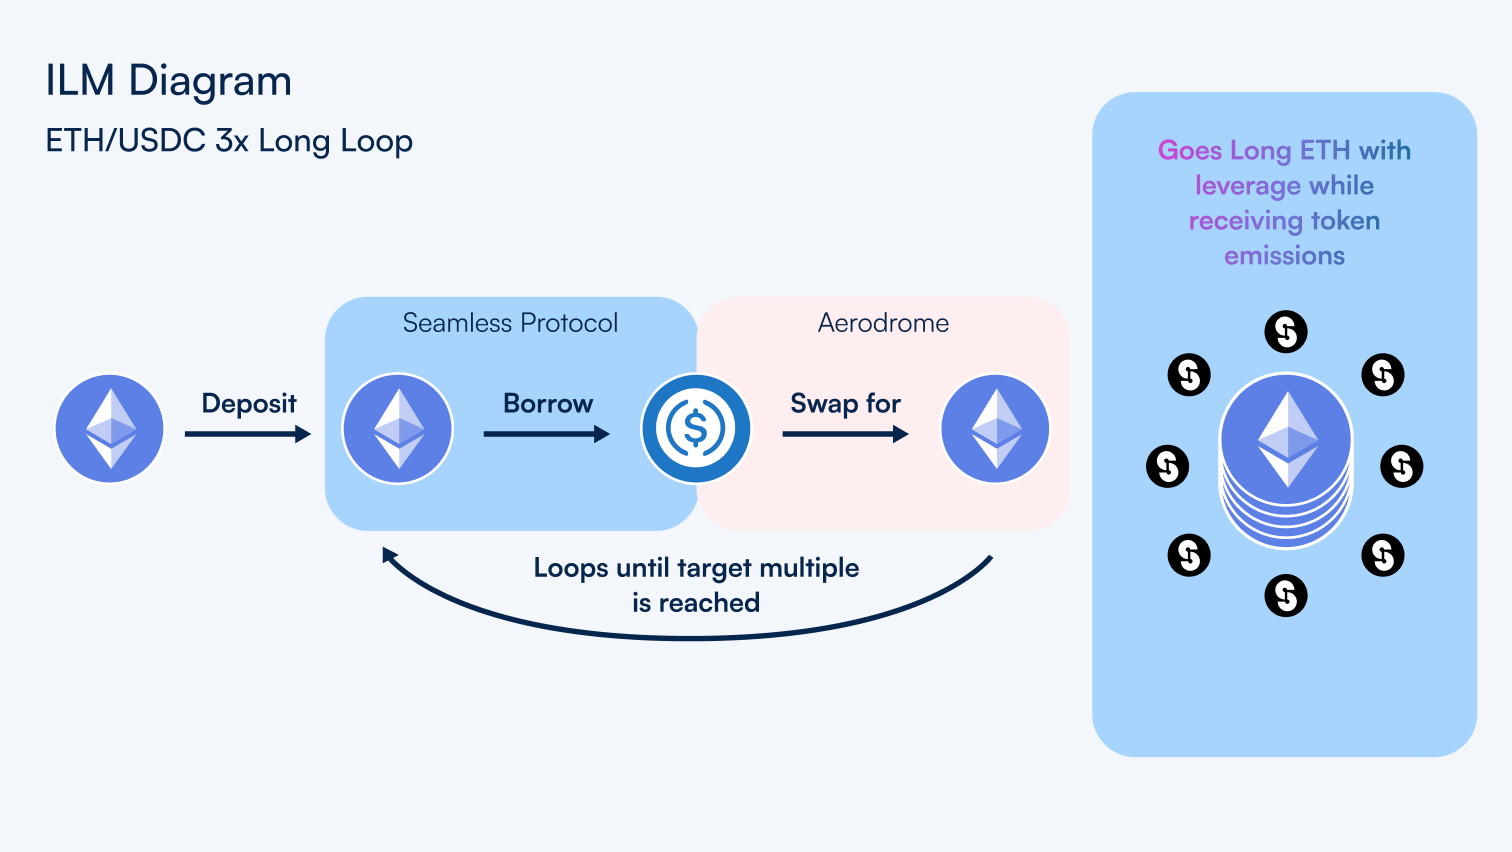 ILM Diagram
ETH/USDC 3x Long Loop
Goes Long ETH with
leverage while
receiving token
emissions
Seamless Protocol
Aerodrome
Deposit
Borrow
Swap for
Loops until target multiple
is reached